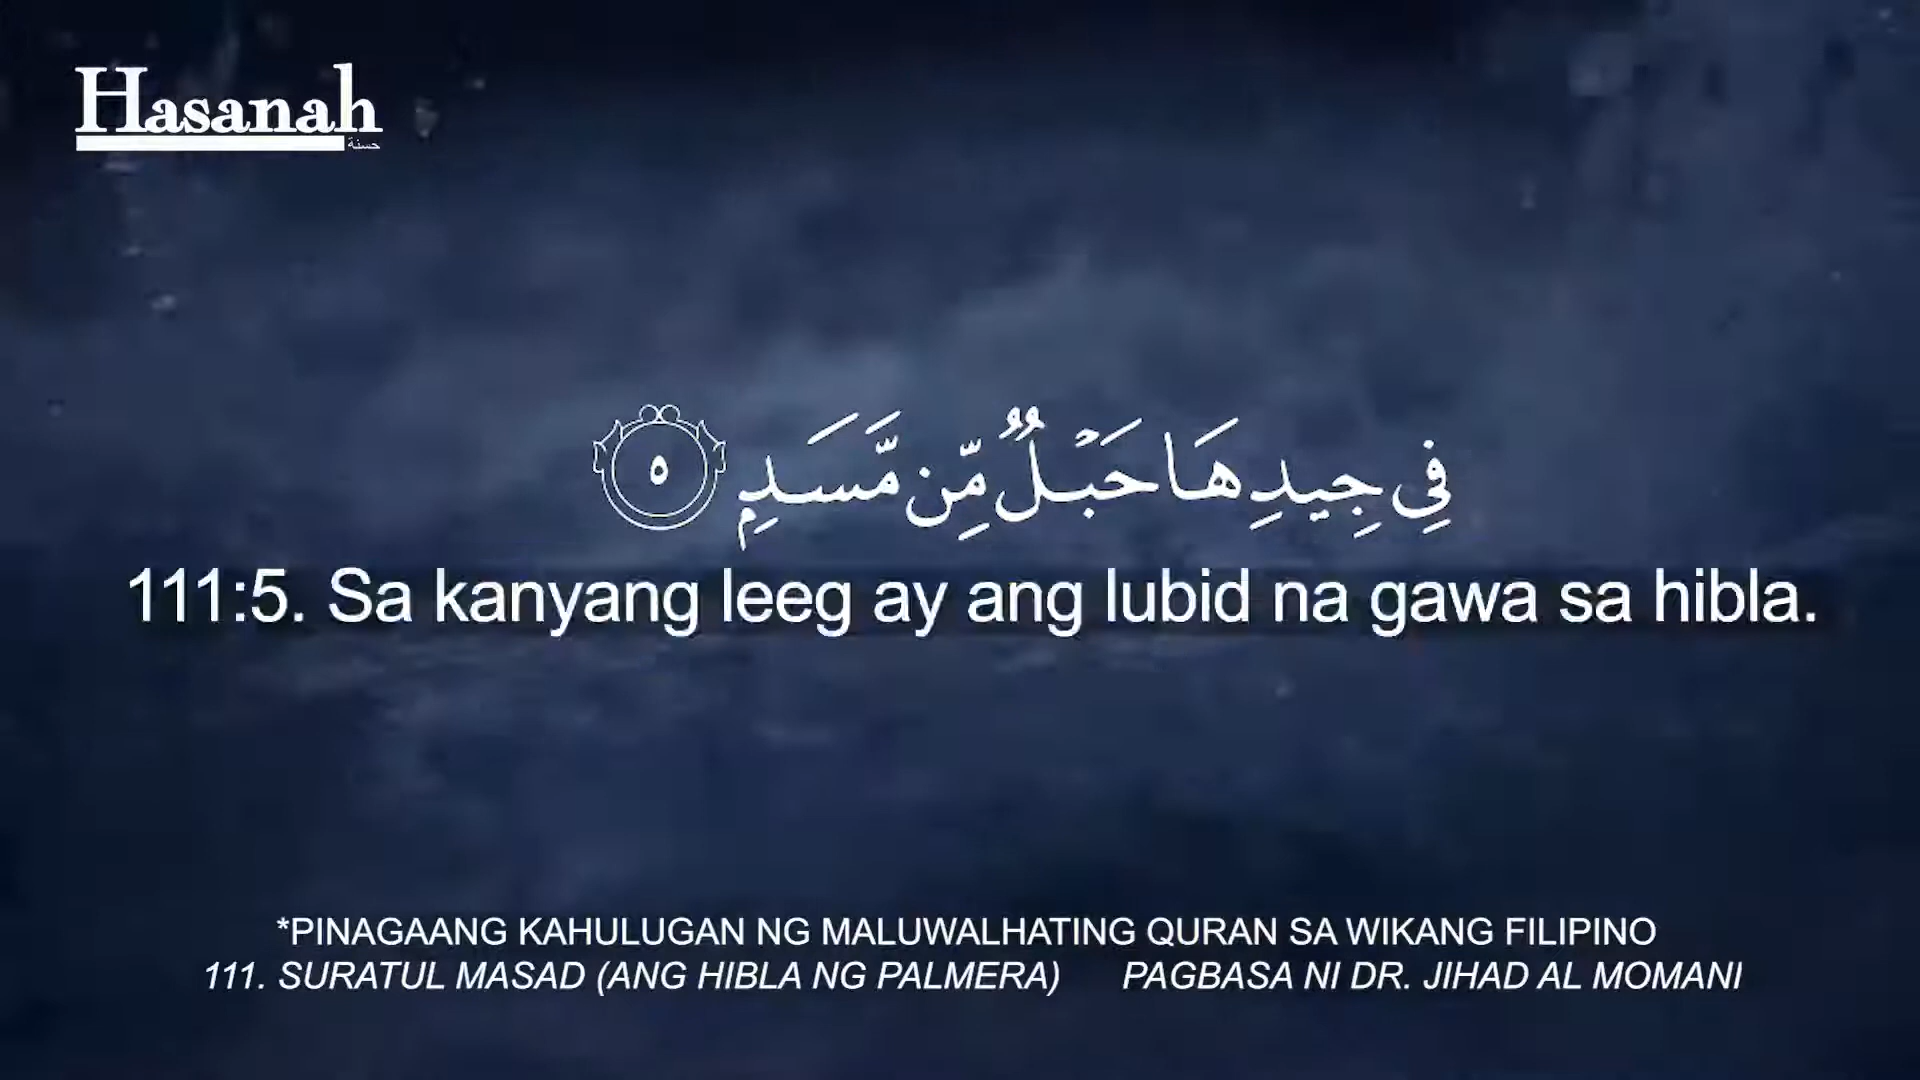 Hasanah
حسنة
فِي جِيدِهَا حَبْلٌ مِّن مَّسَدٍۭ ٥
111:5. Sa kanyang leeg ay ang lubid na gawa sa hibla.
*PINAGAANG KAHULUGAN NG MALUWALHATING QURAN SA WIKANG FILIPINO
111. SURATUL MASAD (ANG HIBLA NG PALMERA) PAGBASA NI DR. JIHAD AL MOMANI